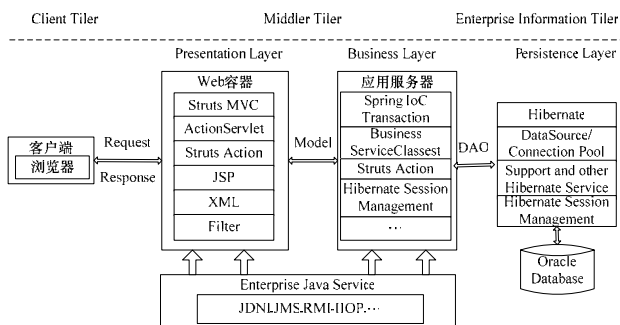 Client Tiler
Middler Tiler
Enterprise Information Tiler
Presentation Layer
Business Layer
Persistence Layer
客户端
浏览器
Request
Response
Web容器
Struts MVC
ActionServlet
Struts Action
JSP
XML
Filter
Model
应用服务器
Spring IoC
Transaction
Business
ServiceClassest
Struts Action
Hibernate Session
Management
...
DAO
Hibernate
DataSource/
Connection Pool
Support and other
Hibernate Service
Hibernate Session
Management
Oracle
Database
Enterprise Java Service
JDNI.JMS.RMI-IIOP.…